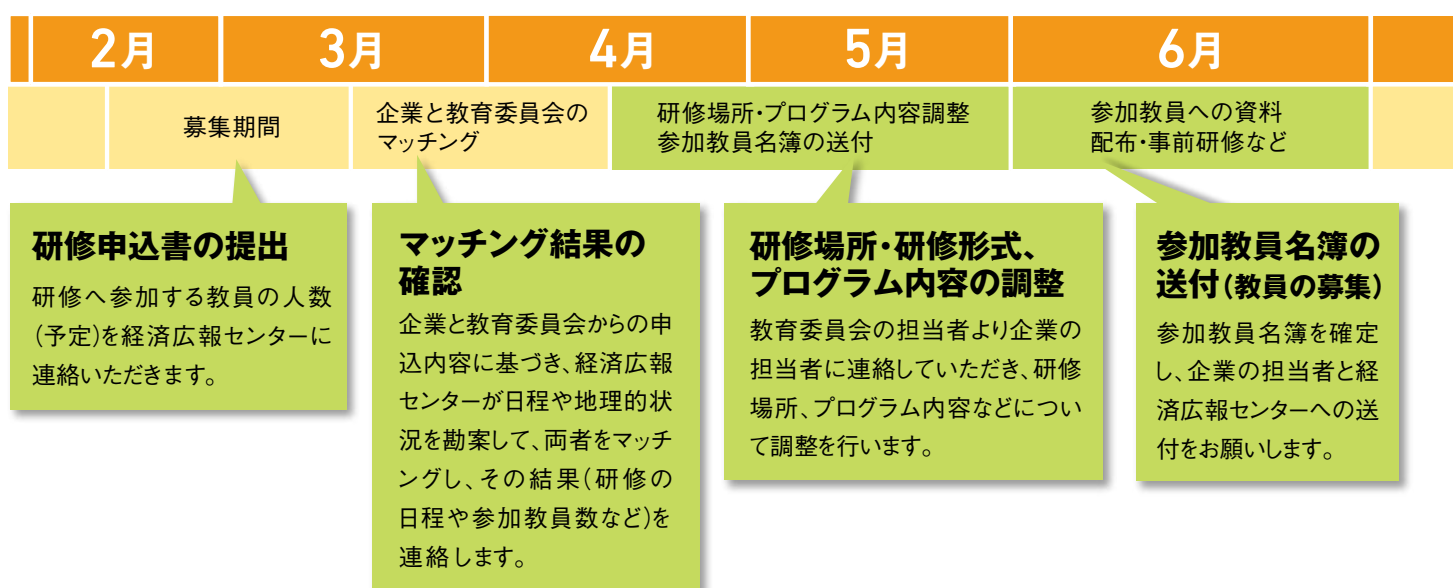 2月
3月
4月
5月
6月
募集期間
企業と教育委員会の
マッチング
研修場所・プログラム内容調整
参加教員名簿の送付
参加教員への資料
配布・事前研修など
研修申込書の提出
研修へ参加する教員の人数
(予定)を経済広報センターに
連絡いただきます。
マッチング結果の
確認
企業と教育委員会からの申
込内容に基づき、経済広報
センターが日程や地理的状
況を勘案して、両者をマッチ
ングし、その結果(研修の
日程や参加教員数など)を
連絡します。
研修場所・研修形式、
プログラム内容の調整
教育委員会の担当者より企業の
担当者に連絡していただき、研修
場所、プログラム内容などについ
て調整を行います。
参加教員名簿の
送付(教員の募集)
参加教員名簿を確定
し、企業の担当者と経
済広報センターへの送
付をお願いします。